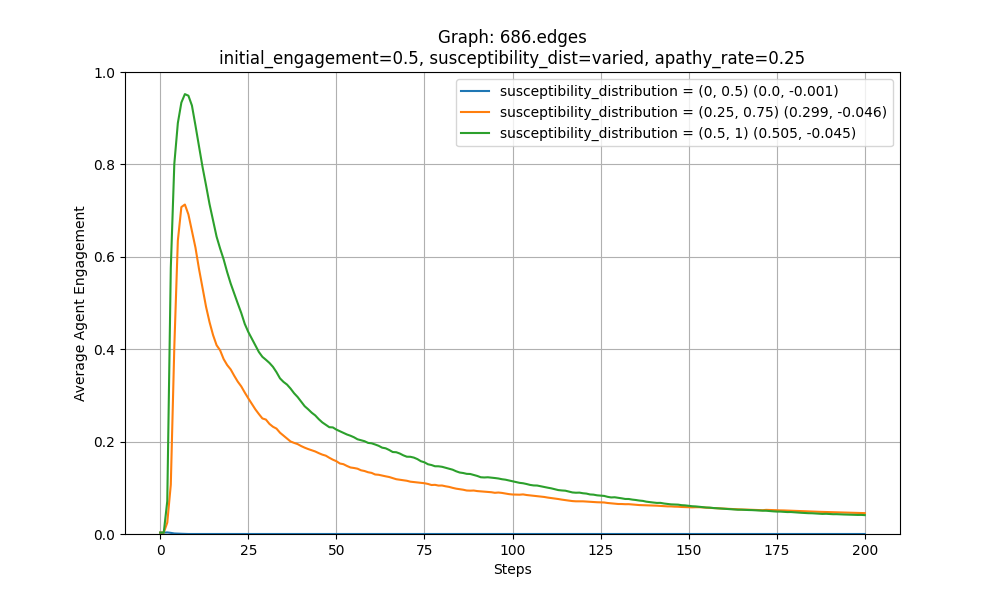 Graph: 686.edges
initial_engagement=0.5, susceptibility_dist=varied, apathy_rate=0.25
susceptibility_distribution = (0, 0.5) (0.0, -0.001)
susceptibility_distribution = (0.25, 0.75) (0.299, -0.046)
susceptibility_distribution = (0.5, 1) (0.505, -0.045)
Average Agent Engagement
1.0
0.8
0.6
0.4
0.2
0.0
0 25 50 75 100 125 150 175 200
Steps